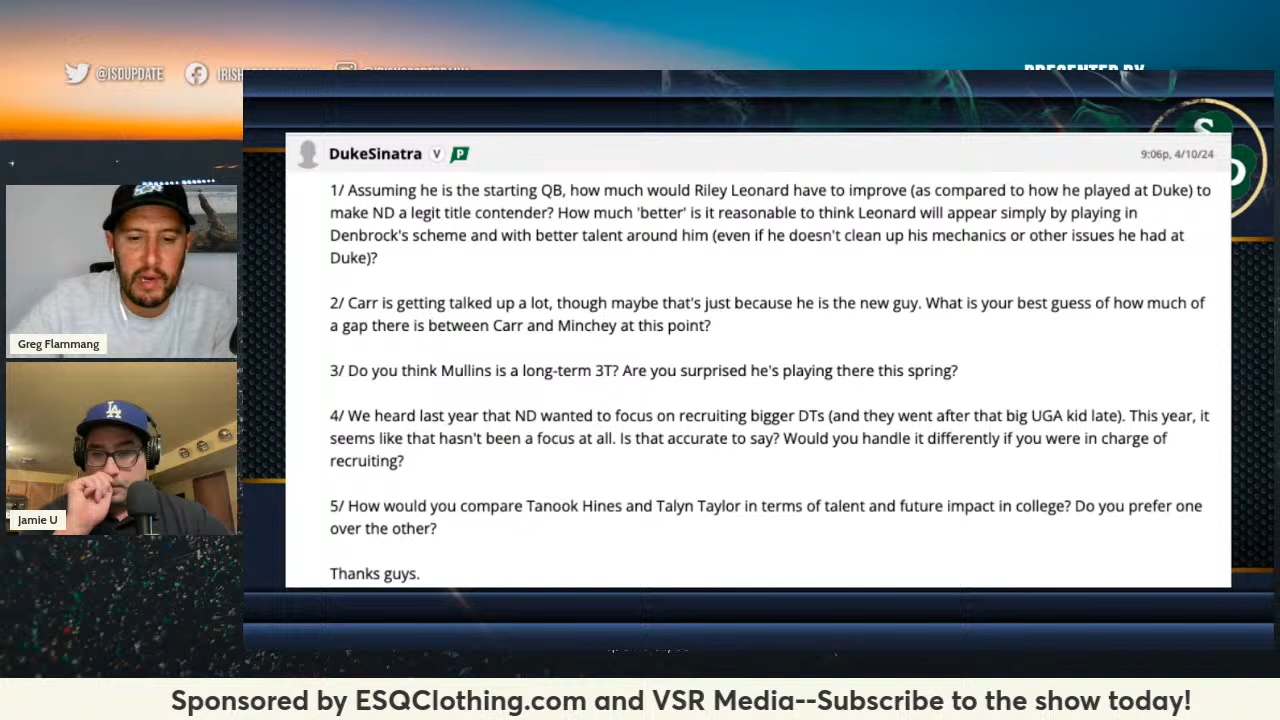 @ISDUPDATE
PRESENTED BY
DukeSinatra V P
9:06p, 4/10/24
1/ Assuming he is the starting QB, how much would Riley Leonard have to improve (as compared to how he played at Duke) to
make ND a legit title contender? How much 'better' is it reasonable to think Leonard will appear simply by playing in
Denbrock's scheme and with better talent around him (even if he doesn't clean up his mechanics or other issues he had at
Duke)?
2/ Carr is getting talked up a lot, though maybe that's just because he is the new guy. What is your best guess of how much of
a gap there is between Carr and Minchey at this point?
3/ Do you think Mullins is a long-term 3T? Are you surprised he's playing there this spring?
4/ We heard last year that ND wanted to focus on recruiting bigger DTs (and they went after that big UGA kid late). This year, it
seems like that hasn't been a focus at all. Is that accurate to say? Would you handle it differently if you were in charge of
recruiting?
5/ How would you compare Tanook Hines and Talyn Taylor in terms of talent and future impact in college? Do you prefer one
over the other?
Thanks guys.
Greg Flammang
LA
Jamie U
Sponsored by ESQClothing.com and VSR Media--Subscribe to the show today!